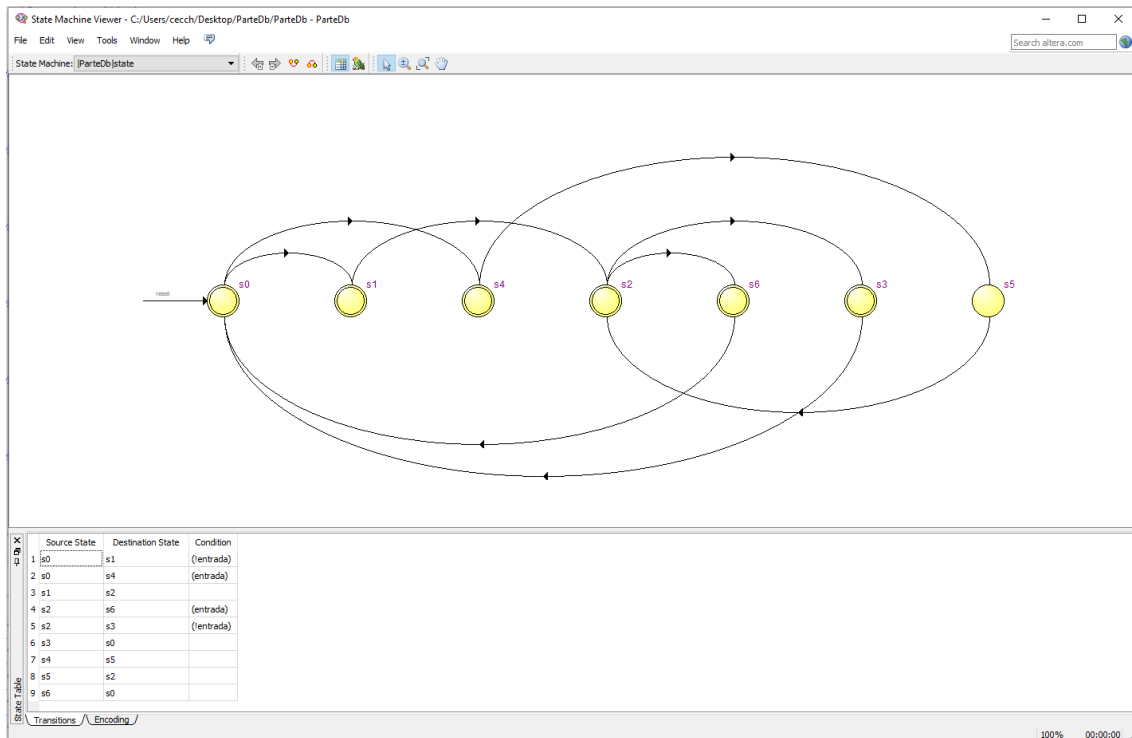 State Machine Viewer - C:/Users/cecch/Desktop/ParteDb/ParteDb - ParteDb
File Edit View Tools Window Help
Search altera.com
State Machine: |ParteDb|state
reset
s0 s1 s4 s2 s6 s3 s5
Source State Destination State Condition
1 s0 s1 (!entrada)
2 s0 s4 (entrada)
3 s1 s2
4 s2 s6 (entrada)
5 s2 s3 (!entrada)
6 s3 s0
7 s4 s5
8 s5 s2
9 s6 s0
State Table
Transitions Encoding
100% 00:00:00